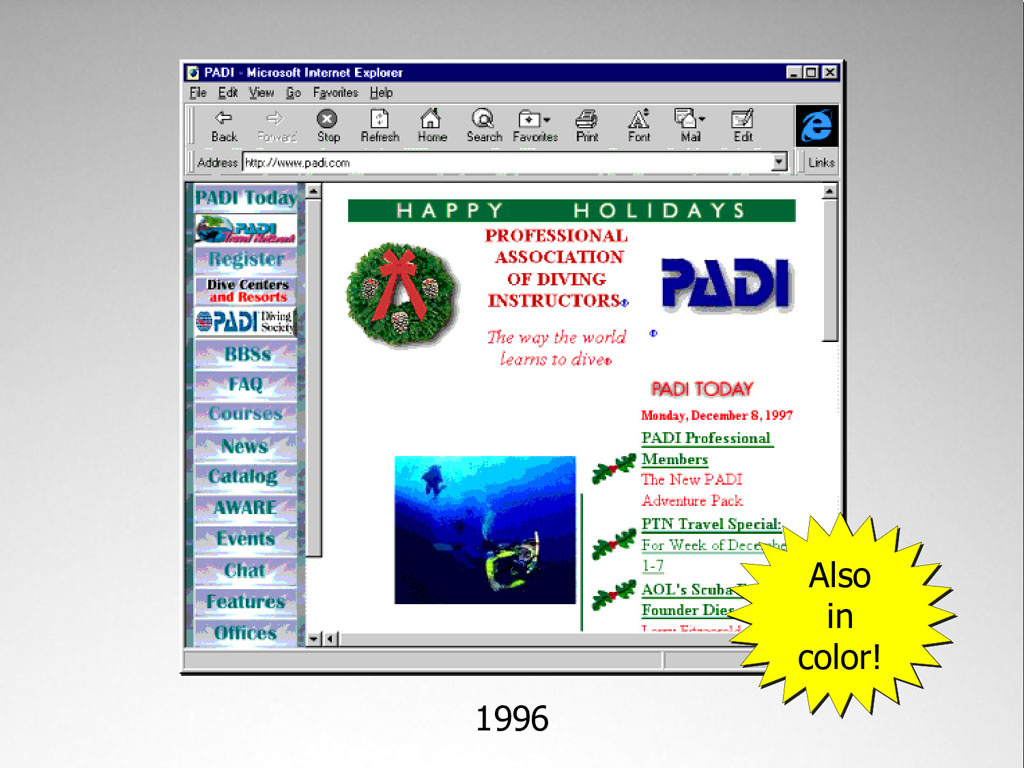 PADI - Microsoft Internet Explorer
File Edit View Go Favorites Help
Back Forward Stop Refresh Home Search Favorites Print Font Mail Edit
Address http://www.padi.com Links
PADI Today
PADI
Travel Network
Register
Dive Centers
and Resorts
PADI Diving Society
BBSs
FAQ
Courses
News
Catalog
AWARE
Events
Chat
Features
Offices
HAPPY HOLIDAYS
PROFESSIONAL
ASSOCIATION
OF DIVING
INSTRUCTORS®
The way the world
learns to dive®
PADI
®
PADI TODAY
Monday, December 8, 1997
PADI Professional
Members
The New PADI
Adventure Pack
PTN Travel Special:
For Week of Decembe
1-7
AOL's Scuba
Founder Dies
Also
in
color!
1996